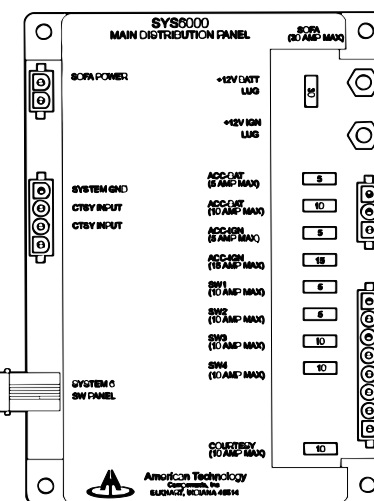 SYS6000
MAIN DISTRIBUTION PANEL
SOFA
(30 AMP MAX)
SOFA POWER
+12V BATT
LUG
30
+12V IGN
LUG
ACC-BAT
(5 AMP MAX)
5
SYSTEM GND
CTSY INPUT
CTSY INPUT
ACC-BAT
(10 AMP MAX)
10
ACC-IGN
(5 AMP MAX)
5
ACC-IGN
(15 AMP MAX)
15
SW1
(10 AMP MAX)
5
SW2
(10 AMP MAX)
5
SW3
(10 AMP MAX)
10
SW4
(10 AMP MAX)
10
SYSTEM 6
SW PANEL
COURTESY
(10 AMP MAX)
10
American Technology
Components, Inc
ELKHART, INDIANA 46514